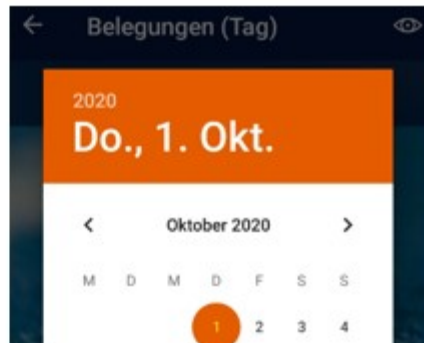 Belegungen (Tag)
2020
Do., 1. Okt.
Oktober 2020
M D M D F S S
1 2 3 4